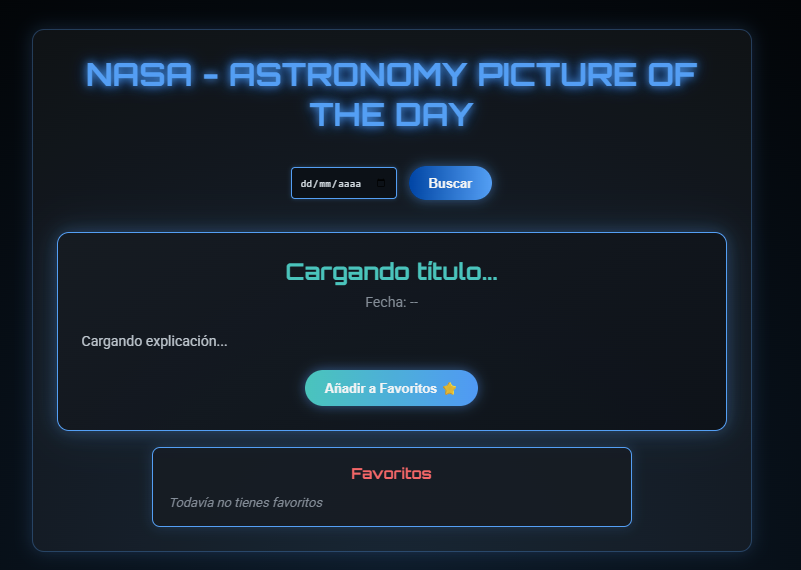 NASA - ASTRONOMY PICTURE OF
THE DAY
dd/mm/aaaa
Buscar
Cargando título...
Fecha: --
Cargando explicación...
Añadir a Favoritos ⭐
Favoritos
Todavía no tienes favoritos